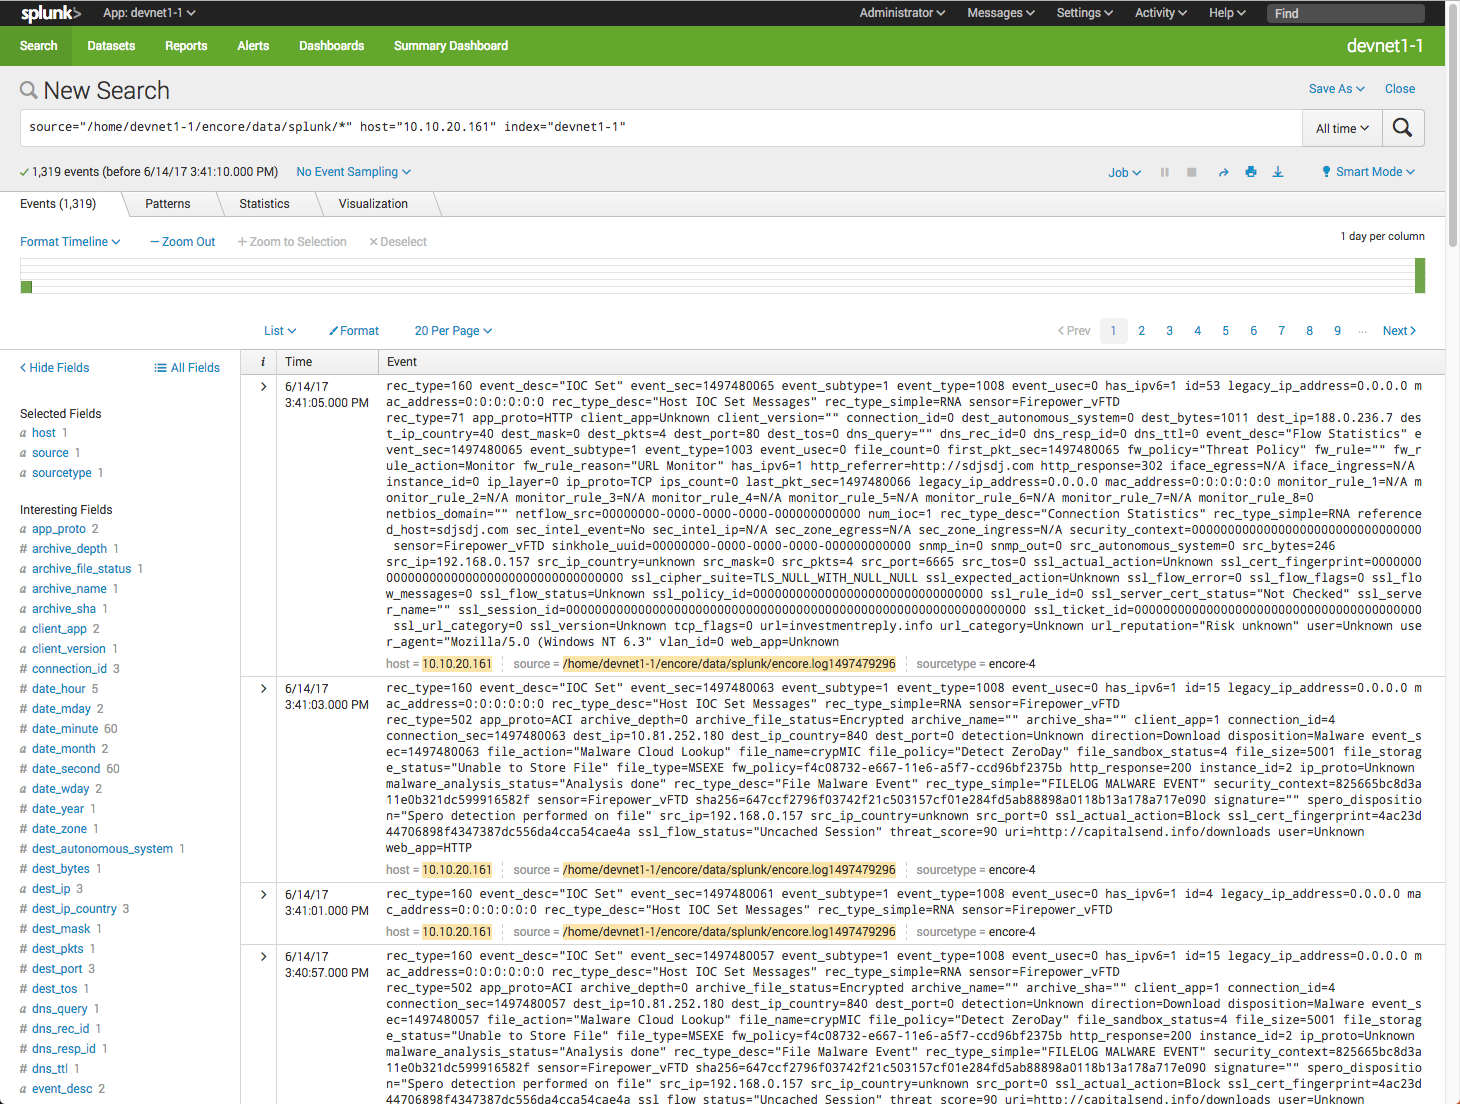 splunk> App: devnet1-1 Administrator Messages Settings Activity Help Find
Search Datasets Reports Alerts Dashboards Summary Dashboard devnet1-1
New Search Save As Close
source="/home/devnet1-1/encore/data/splunk/*" host="10.10.20.161" index="devnet1-1" All time
1,319 events (before 6/14/17 3:41:10.000 PM) No Event Sampling Job Smart Mode
Events (1,319) Patterns Statistics Visualization
Format Timeline — Zoom Out + Zoom to Selection × Deselect 1 day per column
List Format 20 Per Page < Prev 1 2 3 4 5 6 7 8 9 ... Next >
< Hide Fields All Fields
Selected Fields
a host 1
a source 1
a sourcetype 1
Interesting Fields
a app_proto 2
# archive_depth 1
a archive_file_status 1
a archive_name 1
a archive_sha 1
a client_app 2
a client_version 1
# connection_id 3
# date_hour 5
# date_mday 2
# date_minute 60
a date_month 2
# date_second 60
a date_wday 2
# date_year 1
# date_zone 1
# dest_autonomous_system 1
# dest_bytes 1
a dest_ip 3
# dest_ip_country 3
# dest_mask 1
# dest_pkts 1
# dest_port 3
# dest_tos 1
a dns_query 1
# dns_rec_id 1
# dns_resp_id 1
# dns_ttl 1
a event_desc 2
i Time Event
6/14/17
3:41:05.000 PM
rec_type=160 event_desc="IOC Set" event_sec=1497480065 event_subtype=1 event_type=1008 event_usec=0 has_ipv6=1 id=53 legacy_ip_address=0.0.0.0 m
ac_address=0:0:0:0:0:0 rec_type_desc="Host IOC Set Messages" rec_type_simple=RNA sensor=Firepower_vFTD
rec_type=71 app_proto=HTTP client_app=Unknown client_version="" connection_id=0 dest_autonomous_system=0 dest_bytes=1011 dest_ip=188.0.236.7 des
t_ip_country=40 dest_mask=0 dest_pkts=4 dest_port=80 dest_tos=0 dns_query="" dns_rec_id=0 dns_resp_id=0 dns_ttl=0 event_desc="Flow Statistics" e
vent_sec=1497480065 event_subtype=1 event_type=1003 event_usec=0 file_count=0 first_pkt_sec=1497480065 fw_policy="Threat Policy" fw_rule="" fw_r
ule_action=Monitor fw_rule_reason="URL Monitor" has_ipv6=1 http_referrer=http://sdjsdj.com http_response=302 iface_egress=N/A iface_ingress=N/A
instance_id=0 ip_layer=0 ip_proto=TCP ips_count=0 last_pkt_sec=1497480066 legacy_ip_address=0.0.0.0 mac_address=0:0:0:0:0:0 monitor_rule_1=N/A m
onitor_rule_2=N/A monitor_rule_3=N/A monitor_rule_4=N/A monitor_rule_5=N/A monitor_rule_6=N/A monitor_rule_7=N/A monitor_rule_8=0
netbios_domain="" netflow_src=00000000-0000-0000-0000-000000000000 num_ioc=1 rec_type_desc="Connection Statistics" rec_type_simple=RNA reference
d_host=sdjsdj.com sec_intel_event=No sec_intel_ip=N/A sec_zone_egress=N/A sec_zone_ingress=N/A security_context=00000000000000000000000000000000
sensor=Firepower_vFTD sinkhole_uuid=00000000-0000-0000-0000-000000000000 snmp_in=0 snmp_out=0 src_autonomous_system=0 src_bytes=246
src_ip=192.168.0.157 src_ip_country=unknown src_mask=0 src_pkts=4 src_port=6665 src_tos=0 ssl_actual_action=Unknown ssl_cert_fingerprint=0000000
000000000000000000000000000000000 ssl_cipher_suite=TLS_NULL_WITH_NULL_NULL ssl_expected_action=Unknown ssl_flow_error=0 ssl_flow_flags=0 ssl_flo
w_messages=0 ssl_flow_status=Unknown ssl_policy_id=00000000000000000000000000000000 ssl_rule_id=0 ssl_server_cert_status="Not Checked" ssl_serve
r_name="" ssl_session_id=0000000000000000000000000000000000000000000000000000000000000000 ssl_ticket_id=0000000000000000000000000000000000000000
ssl_url_category=0 ssl_version=Unknown tcp_flags=0 url=investmentreply.info url_category=Unknown url_reputation="Risk unknown" user=Unknown use
r_agent="Mozilla/5.0 (Windows NT 6.3" vlan_id=0 web_app=Unknown
host = 10.10.20.161 source = /home/devnet1-1/encore/data/splunk/encore.log1497479296 sourcetype = encore-4
6/14/17
3:41:03.000 PM
rec_type=160 event_desc="IOC Set" event_sec=1497480063 event_subtype=1 event_type=1008 event_usec=0 has_ipv6=1 id=15 legacy_ip_address=0.0.0.0 m
ac_address=0:0:0:0:0:0 rec_type_desc="Host IOC Set Messages" rec_type_simple=RNA sensor=Firepower_vFTD
rec_type=502 app_proto=ACI archive_depth=0 archive_file_status=Encrypted archive_name="" archive_sha="" client_app=1 connection_id=4
connection_sec=1497480063 dest_ip=10.81.252.180 dest_ip_country=840 dest_port=0 detection=Unknown direction=Download disposition=Malware event_s
ec=1497480063 file_action="Malware Cloud Lookup" file_name=crypMIC file_policy="Detect ZeroDay" file_sandbox_status=4 file_size=5001 file_storag
e_status="Unable to Store File" file_type=MSEXE fw_policy=f4c08732-e667-11e6-a5f7-ccd96bf2375b http_response=200 instance_id=2 ip_proto=Unknown
malware_analysis_status="Analysis done" rec_type_desc="File Malware Event" rec_type_simple="FILELOG MALWARE EVENT" security_context=825665bc8d3a
11e0b321dc599916582f sensor=Firepower_vFTD sha256=647ccf2796f03742f21c503157cf01e284fd5ab88898a0118b13a178a717e090 signature="" spero_dispositio
n="Spero detection performed on file" src_ip=192.168.0.157 src_ip_country=unknown src_port=0 ssl_actual_action=Block ssl_cert_fingerprint=4ac23d
44706898f4347387dc556da4cca54cae4a ssl_flow_status="Uncached Session" threat_score=90 uri=http://capitalsend.info/downloads user=Unknown
web_app=HTTP
host = 10.10.20.161 source = /home/devnet1-1/encore/data/splunk/encore.log1497479296 sourcetype = encore-4
6/14/17
3:41:01.000 PM
rec_type=160 event_desc="IOC Set" event_sec=1497480061 event_subtype=1 event_type=1008 event_usec=0 has_ipv6=1 id=4 legacy_ip_address=0.0.0.0 ma
c_address=0:0:0:0:0:0 rec_type_desc="Host IOC Set Messages" rec_type_simple=RNA sensor=Firepower_vFTD
host = 10.10.20.161 source = /home/devnet1-1/encore/data/splunk/encore.log1497479296 sourcetype = encore-4
6/14/17
3:40:57.000 PM
rec_type=160 event_desc="IOC Set" event_sec=1497480057 event_subtype=1 event_type=1008 event_usec=0 has_ipv6=1 id=15 legacy_ip_address=0.0.0.0 m
ac_address=0:0:0:0:0:0 rec_type_desc="Host IOC Set Messages" rec_type_simple=RNA sensor=Firepower_vFTD
rec_type=502 app_proto=ACI archive_depth=0 archive_file_status=Encrypted archive_name="" archive_sha="" client_app=1 connection_id=4
connection_sec=1497480057 dest_ip=10.81.252.180 dest_ip_country=840 dest_port=0 detection=Unknown direction=Download disposition=Malware event_s
ec=1497480057 file_action="Malware Cloud Lookup" file_name=crypMIC file_policy="Detect ZeroDay" file_sandbox_status=4 file_size=5001 file_storag
e_status="Unable to Store File" file_type=MSEXE fw_policy=f4c08732-e667-11e6-a5f7-ccd96bf2375b http_response=200 instance_id=2 ip_proto=Unknown
malware_analysis_status="Analysis done" rec_type_desc="File Malware Event" rec_type_simple="FILELOG MALWARE EVENT" security_context=825665bc8d3a
11e0b321dc599916582f sensor=Firepower_vFTD sha256=647ccf2796f03742f21c503157cf01e284fd5ab88898a0118b13a178a717e090 signature="" spero_dispositio
n="Spero detection performed on file" src_ip=192.168.0.157 src_ip_country=unknown src_port=0 ssl_actual_action=Block ssl_cert_fingerprint=4ac23d
44706898f4347387dc556da4cca54cae4a ssl_flow_status="Uncached Session" threat_score=90 uri=http://capitalsend.info/downloads user=Unknown